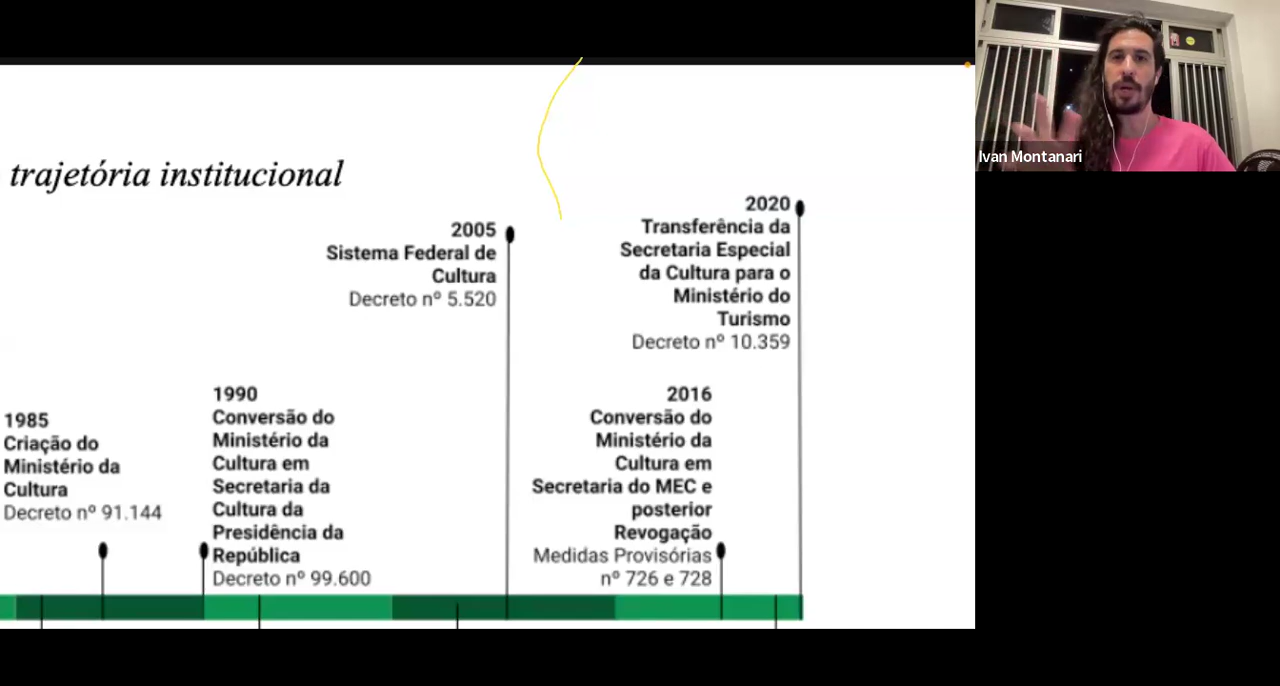 Ivan Montanari
trajetória institucional
2005
Sistema Federal de
Cultura
Decreto nº 5.520
2020
Transferência da
Secretaria Especial
da Cultura para o
Ministério do
Turismo
Decreto nº 10.359
1985
Criação do
Ministério da
Cultura
Decreto nº 91.144
1990
Conversão do
Ministério da
Cultura em
Secretaria da
Cultura da
Presidência da
República
Decreto nº 99.600
2016
Conversão do
Ministério da
Cultura em
Secretaria do MEC e
posterior
Revogação
Medidas Provisórias
nº 726 e 728